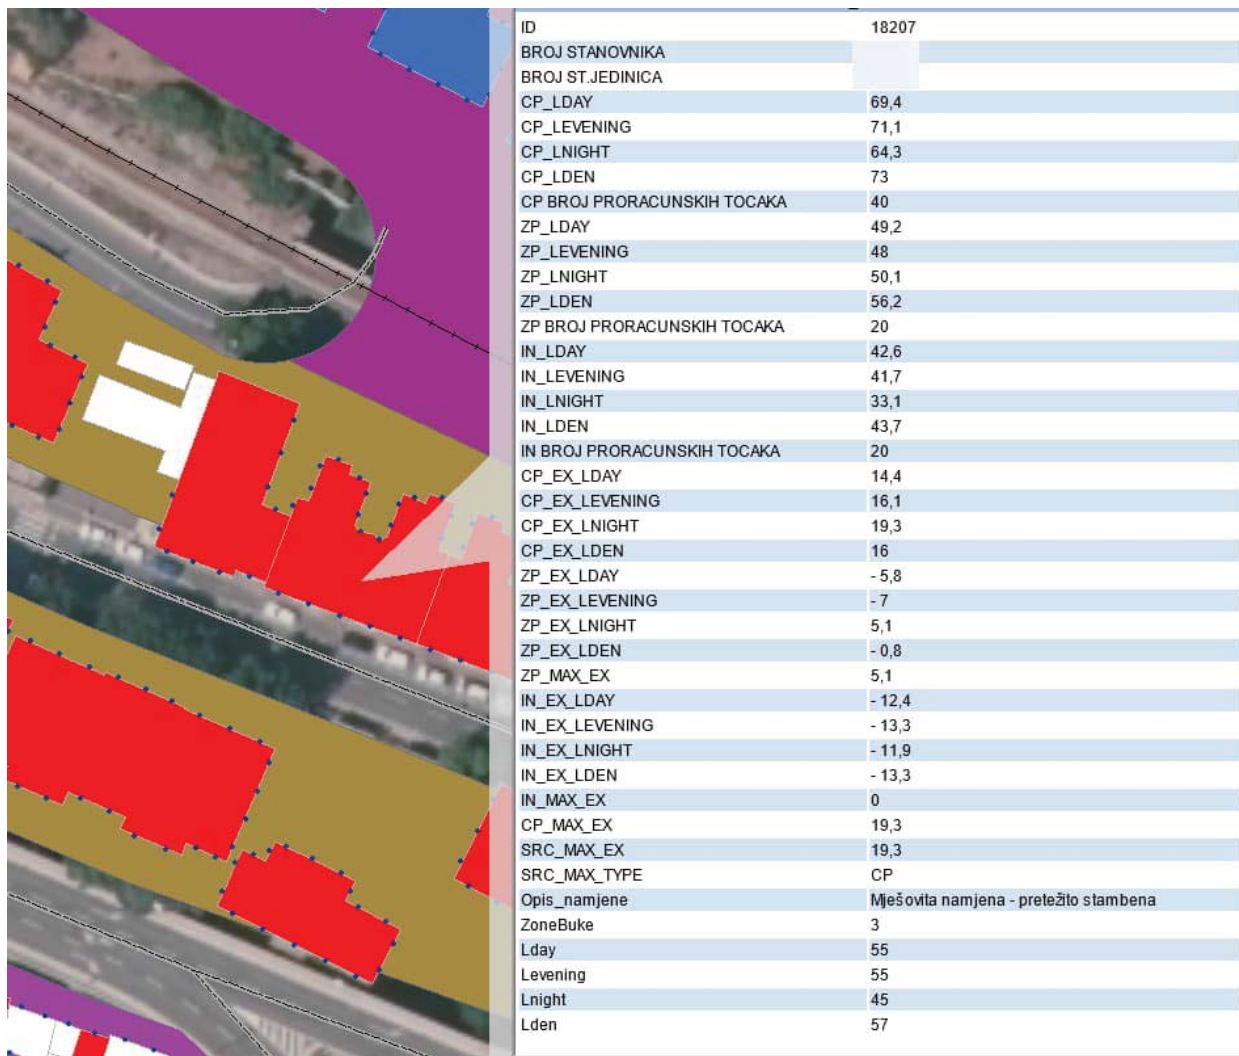 ID 18207
BROJ STANOVNIKA
BROJ ST.JEDINICA
CP_LDAY 69,4
CP_LEVENING 71,1
CP_LNIGHT 64,3
CP_LDEN 73
CP BROJ PRORACUNSKIH TOCAKA 40
ZP_LDAY 49,2
ZP_LEVENING 48
ZP_LNIGHT 50,1
ZP_LDEN 56,2
ZP BROJ PRORACUNSKIH TOCAKA 20
IN_LDAY 42,6
IN_LEVENING 41,7
IN_LNIGHT 33,1
IN_LDEN 43,7
IN BROJ PRORACUNSKIH TOCAKA 20
CP_EX_LDAY 14,4
CP_EX_LEVENING 16,1
CP_EX_LNIGHT 19,3
CP_EX_LDEN 16
ZP_EX_LDAY - 5,8
ZP_EX_LEVENING - 7
ZP_EX_LNIGHT 5,1
ZP_EX_LDEN - 0,8
ZP_MAX_EX 5,1
IN_EX_LDAY - 12,4
IN_EX_LEVENING - 13,3
IN_EX_LNIGHT - 11,9
IN_EX_LDEN - 13,3
IN_MAX_EX 0
CP_MAX_EX 19,3
SRC_MAX_EX 19,3
SRC_MAX_TYPE CP
Opis_namjene Mješovita namjena - pretežito stambena
ZoneBuke 3
Lday 55
Levening 55
Lnight 45
Lden 57